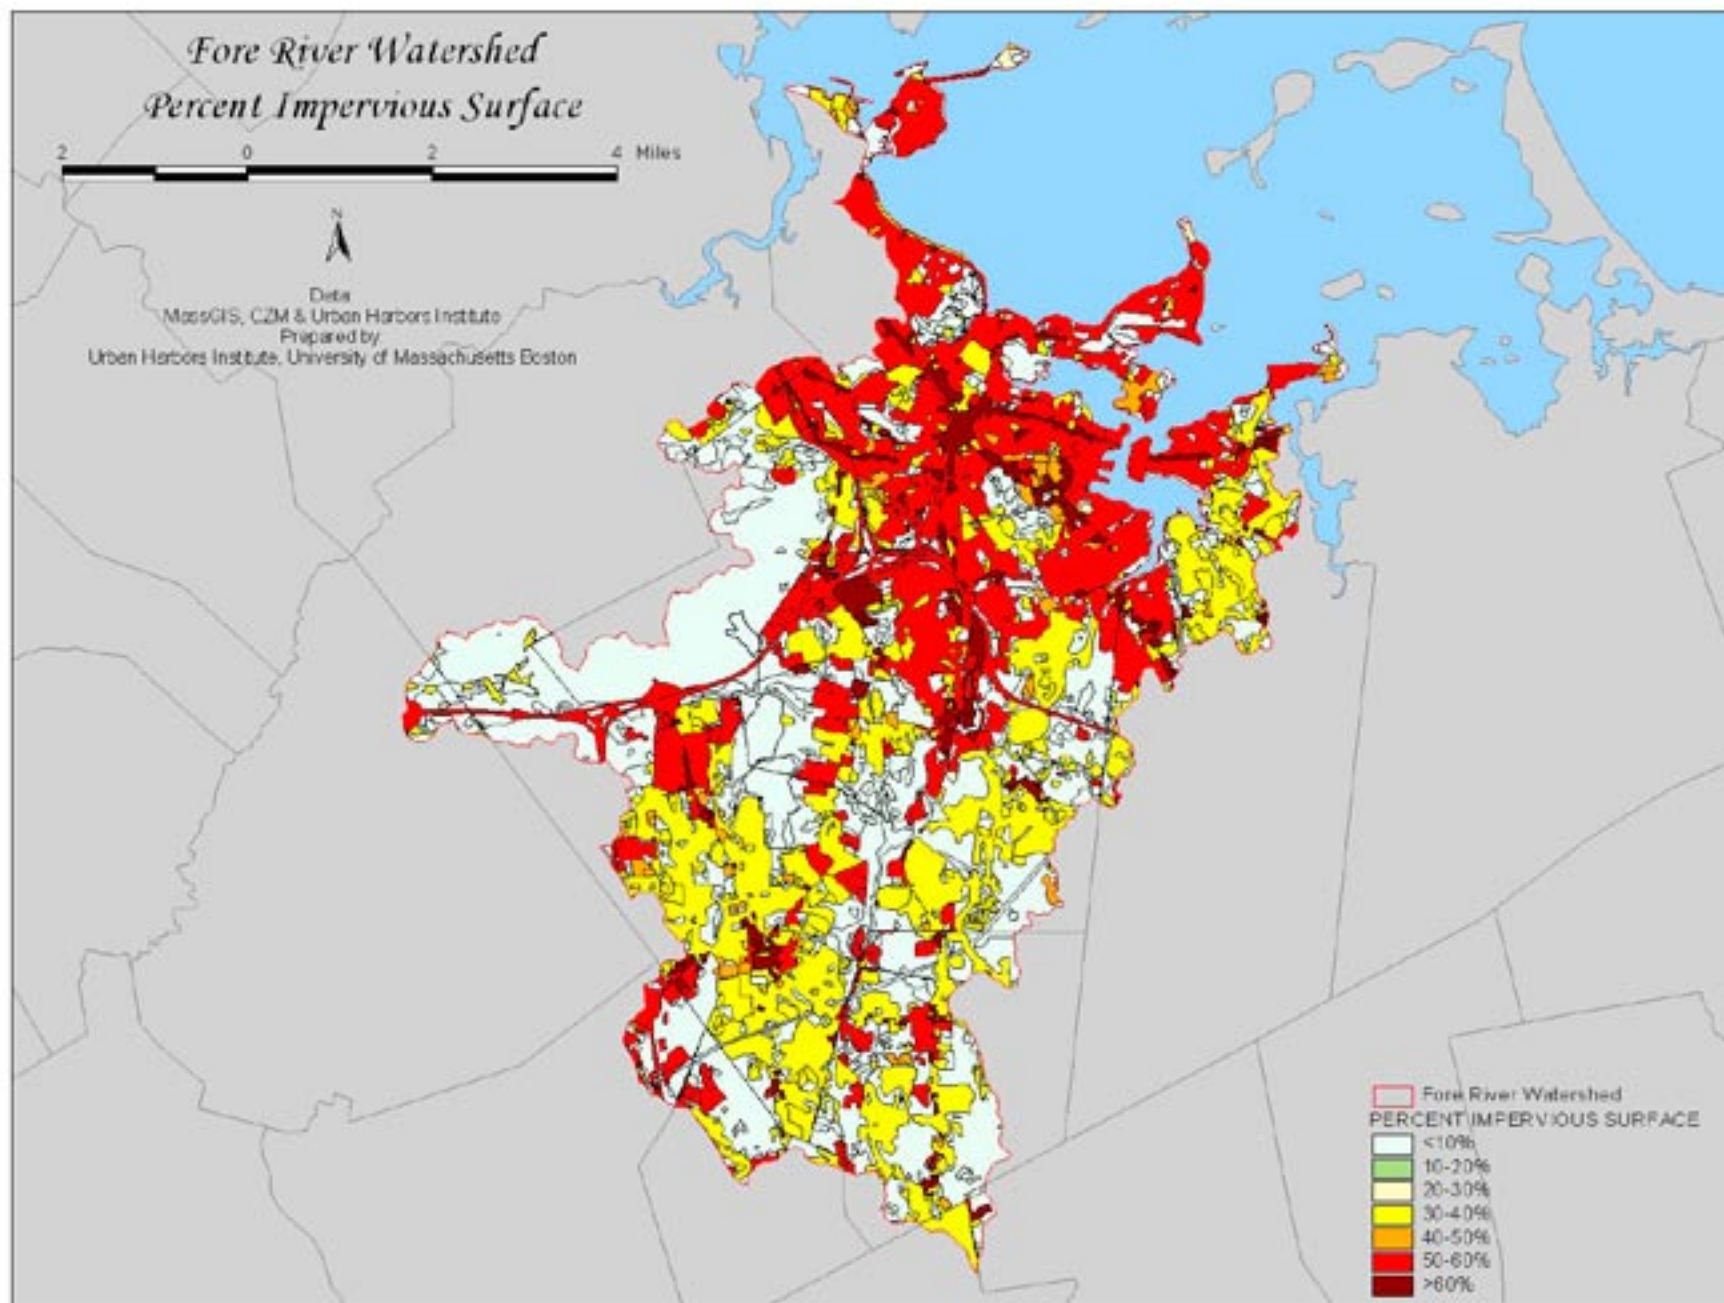 Fore River Watershed
Percent Impervious Surface
2 0 2 4 Miles
N
Data
MassGIS, CZM & Urban Harbors Institute
Prepared by
Urban Harbors Institute, University of Massachusetts Boston
Fore River Watershed
PERCENT IMPERVIOUS SURFACE
<10%
10-20%
20-30%
30-40%
40-50%
50-60%
>60%